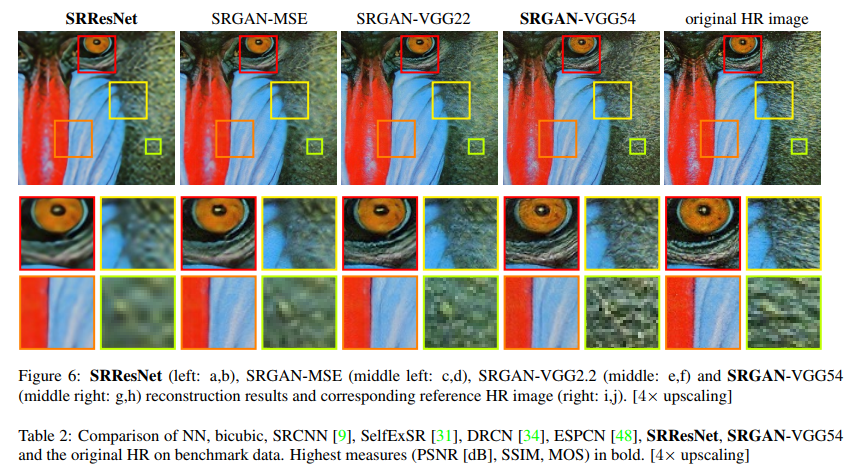 SRResNet SRGAN-MSE SRGAN-VGG22 SRGAN-VGG54 original HR image
Figure 6: SRResNet (left: a,b), SRGAN-MSE (middle left: c,d), SRGAN-VGG2.2 (middle: e,f) and SRGAN-VGG54
(middle right: g,h) reconstruction results and corresponding reference HR image (right: i,j). [4× upscaling]
Table 2: Comparison of NN, bicubic, SRCNN [9], SelfExSR [31], DRCN [34], ESPCN [48], SRResNet, SRGAN-VGG54
and the original HR on benchmark data. Highest measures (PSNR [dB], SSIM, MOS) in bold. [4× upscaling]